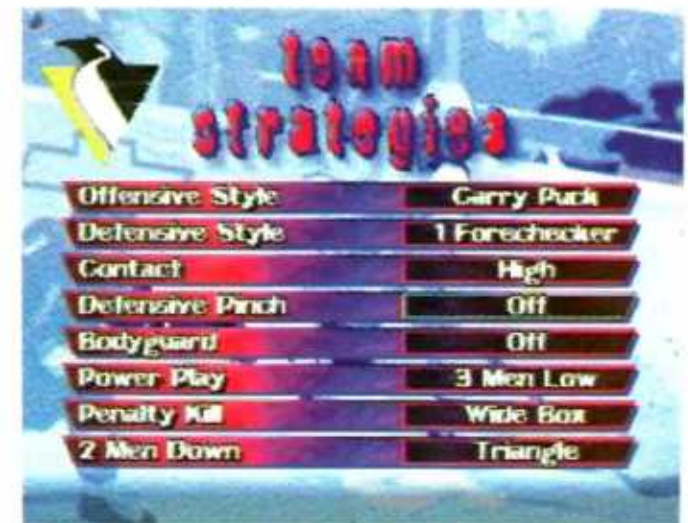 team
strategies
Offensive Style Carry Puck
Defensive Style 1 Forechecker
Contact High
Defensive Pinch Off
Bodyguard Off
Power Play 3 Men Low
Penalty Kill Wide Box
2 Men Down Triangle